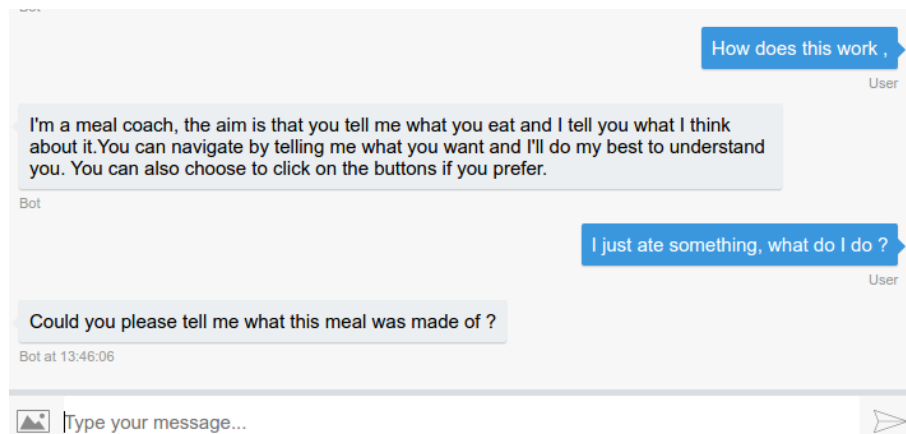 How does this work ,
User
I'm a meal coach, the aim is that you tell me what you eat and I tell you what I think
about it.You can navigate by telling me what you want and I'll do my best to understand
you. You can also choose to click on the buttons if you prefer.
Bot
I just ate something, what do I do ?
User
Could you please tell me what this meal was made of ?
Bot at 13:46:06
Type your message...